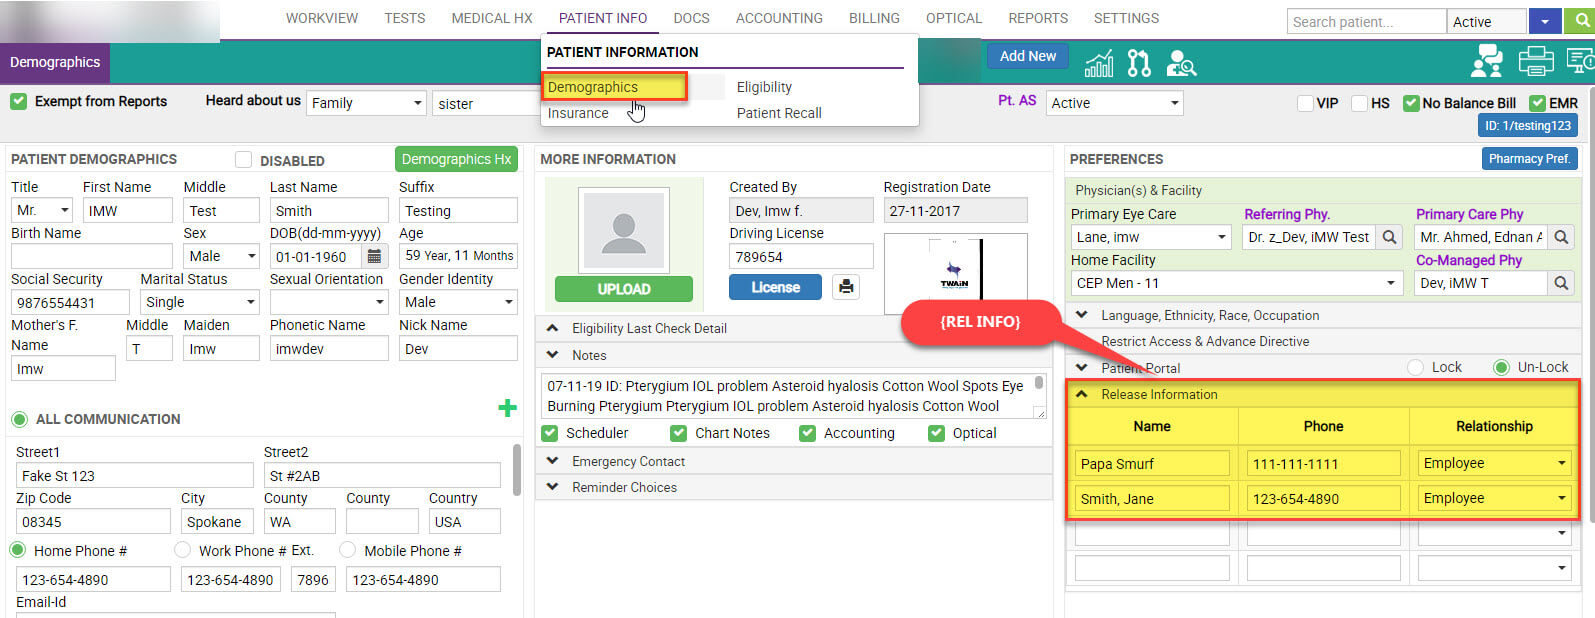 WORKVIEW TESTS MEDICAL HX PATIENT INFO DOCS ACCOUNTING BILLING OPTICAL REPORTS SETTINGS Search patient... Active
PATIENT INFORMATION
Demographics Eligibility
Insurance Patient Recall
Demographics Add New
Exempt from Reports Heard about us Family sister Pt. AS Active VIP HS No Balance Bill EMR
ID: 1/testing123
PATIENT DEMOGRAPHICS DISABLED Demographics Hx
Title First Name Middle Last Name Suffix
Mr. IMW Test Smith Testing
Birth Name Sex DOB(dd-mm-yyyy) Age
Male 01-01-1960 59 Year, 11 Months
Social Security Marital Status Sexual Orientation Gender Identity
9876554431 Single Male
Mother's F. Name Middle Maiden Phonetic Name Nick Name
Imw T Imw imwdev Dev
ALL COMMUNICATION
Street1 Street2
Fake St 123 St #2AB
Zip Code City County County Country
08345 Spokane WA USA
Home Phone # Work Phone # Ext. Mobile Phone #
123-654-4890 123-654-4890 7896 123-654-4890
Email-Id
MORE INFORMATION
Created By Registration Date
Dev, Imw f. 27-11-2017
Driving License
789654
TWAIN
UPLOAD License
Eligibility Last Check Detail
Notes
07-11-19 ID: Pterygium IOL problem Asteroid hyalosis Cotton Wool Spots Eye
Burning Pterygium Pterygium IOL problem Asteroid hyalosis Cotton Wool
Scheduler Chart Notes Accounting Optical
Emergency Contact
Reminder Choices
PREFERENCES Pharmacy Pref.
Physician(s) & Facility
Primary Eye Care Referring Phy. Primary Care Phy
Lane, imw Dr. z_Dev, iMW Test Mr. Ahmed, Ednan A
Home Facility Co-Managed Phy
CEP Men - 11 Dev, iMW T
{REL INFO}
Language, Ethnicity, Race, Occupation
Restrict Access & Advance Directive
Patient Portal Lock Un-Lock
Release Information
Name Phone Relationship
Papa Smurf 111-111-1111 Employee
Smith, Jane 123-654-4890 Employee